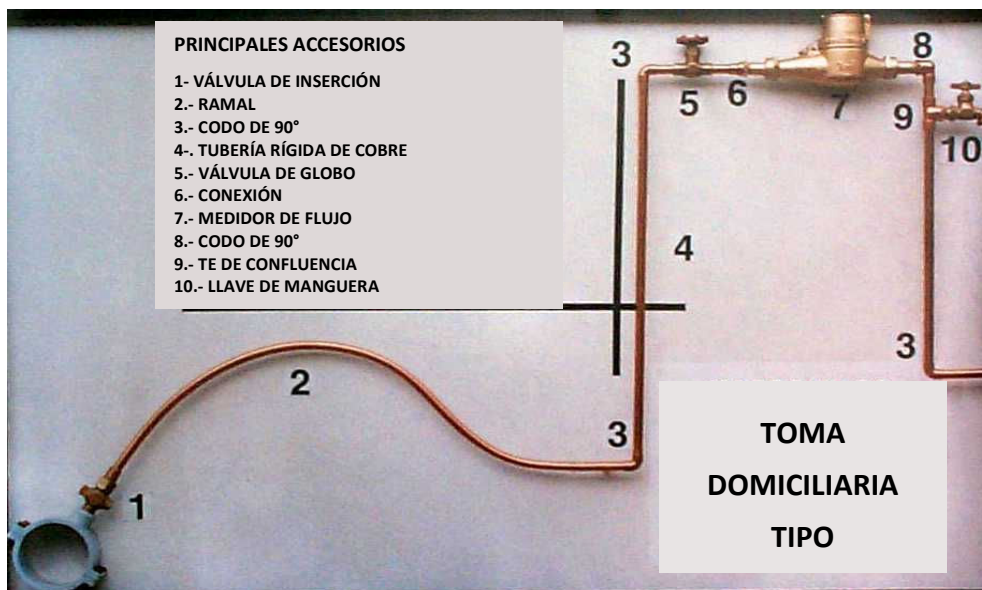 PRINCIPALES ACCESORIOS
1- VÁLVULA DE INSERCIÓN
2.- RAMAL
3.- CODO DE 90°
4-. TUBERÍA RÍGIDA DE COBRE
5.- VÁLVULA DE GLOBO
6.- CONEXIÓN
7.- MEDIDOR DE FLUJO
8.- CODO DE 90°
9.- TE DE CONFLUENCIA
10.- LLAVE DE MANGUERA
3
5
6
7
8
9
10
4
3
2
3
1
TOMA
DOMICILIARIA
TIPO